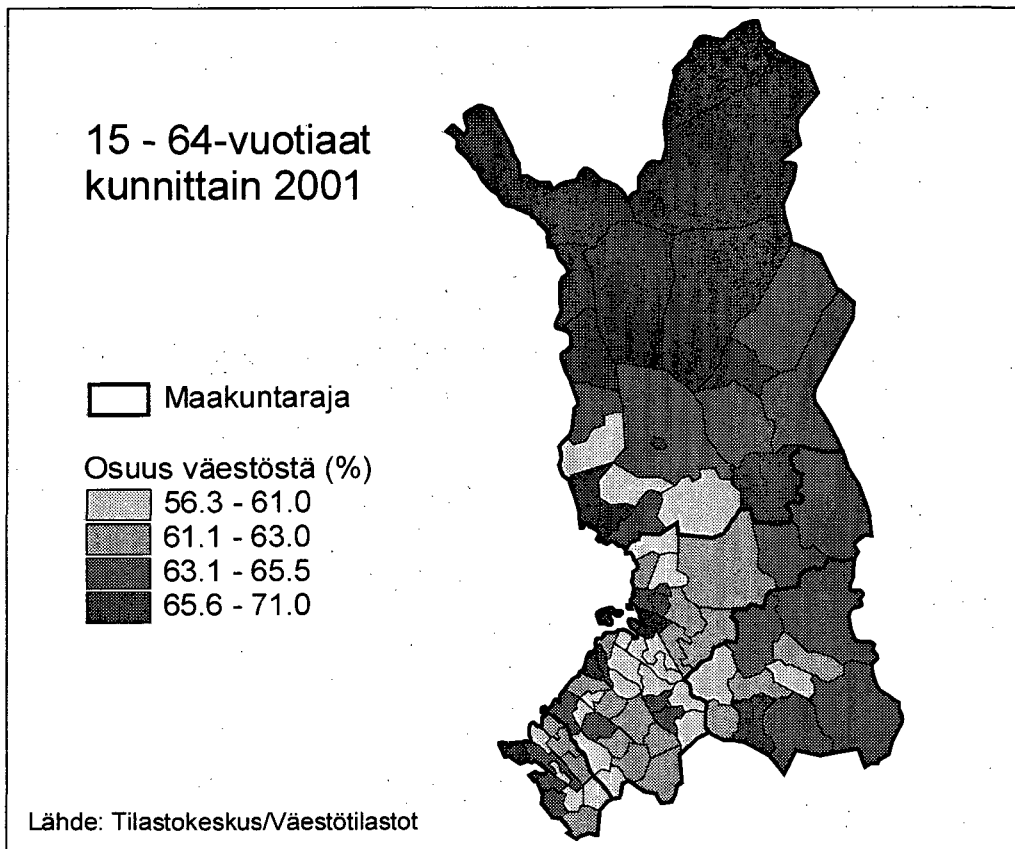 15 - 64-vuotiaat
kunnittain 2001
Maakuntaraja
Osuus väestöstä (%)
56.3 - 61.0
61.1 - 63.0
63.1 - 65.5
65.6 - 71.0
Lähde: Tilastokeskus/Väestötilastot